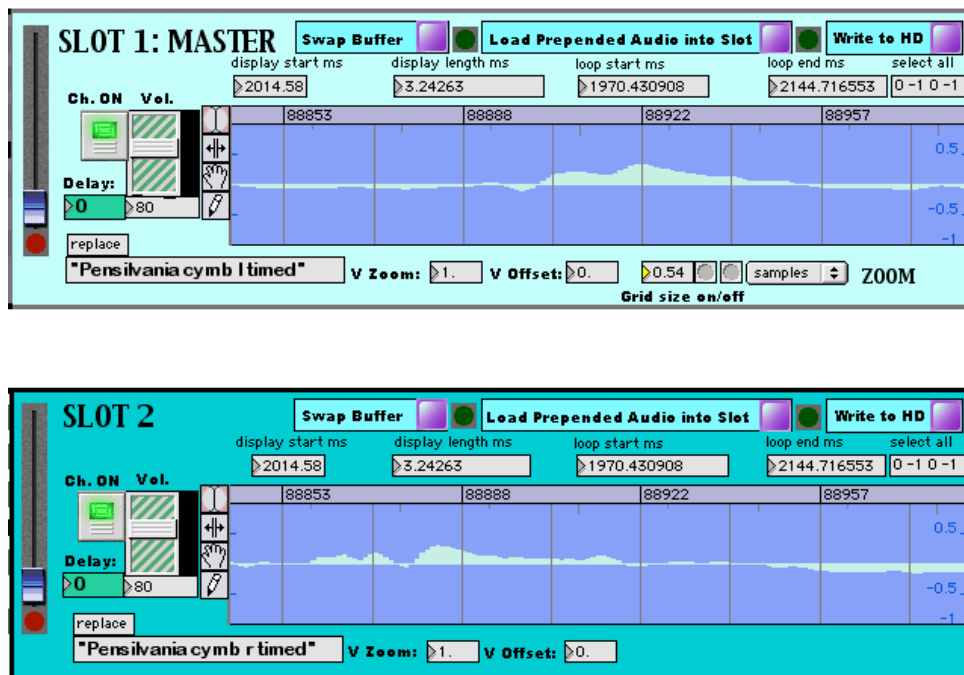 SLOT 1: MASTER Swap Buffer Load Prepended Audio into Slot Write to HD
display start ms display length ms loop start ms loop end ms select all
2014.58 3.24263 1970.430908 2144.716553 0 -1 0 -1
Ch. ON Vol.
88853 88888 88922 88957
0.5
Delay:
0 80
-0.5
-1
replace
"Pensilvania cymb l timed" V Zoom: 1. V Offset: 0. 0.54 samples ZOOM
Grid size on/off
SLOT 2 Swap Buffer Load Prepended Audio into Slot Write to HD
display start ms display length ms loop start ms loop end ms select all
2014.58 3.24263 1970.430908 2144.716553 0 -1 0 -1
Ch. ON Vol.
88853 88888 88922 88957
0.5
Delay:
0 80
-0.5
-1
replace
"Pensilvania cymb r timed" V Zoom: 1. V Offset: 0.